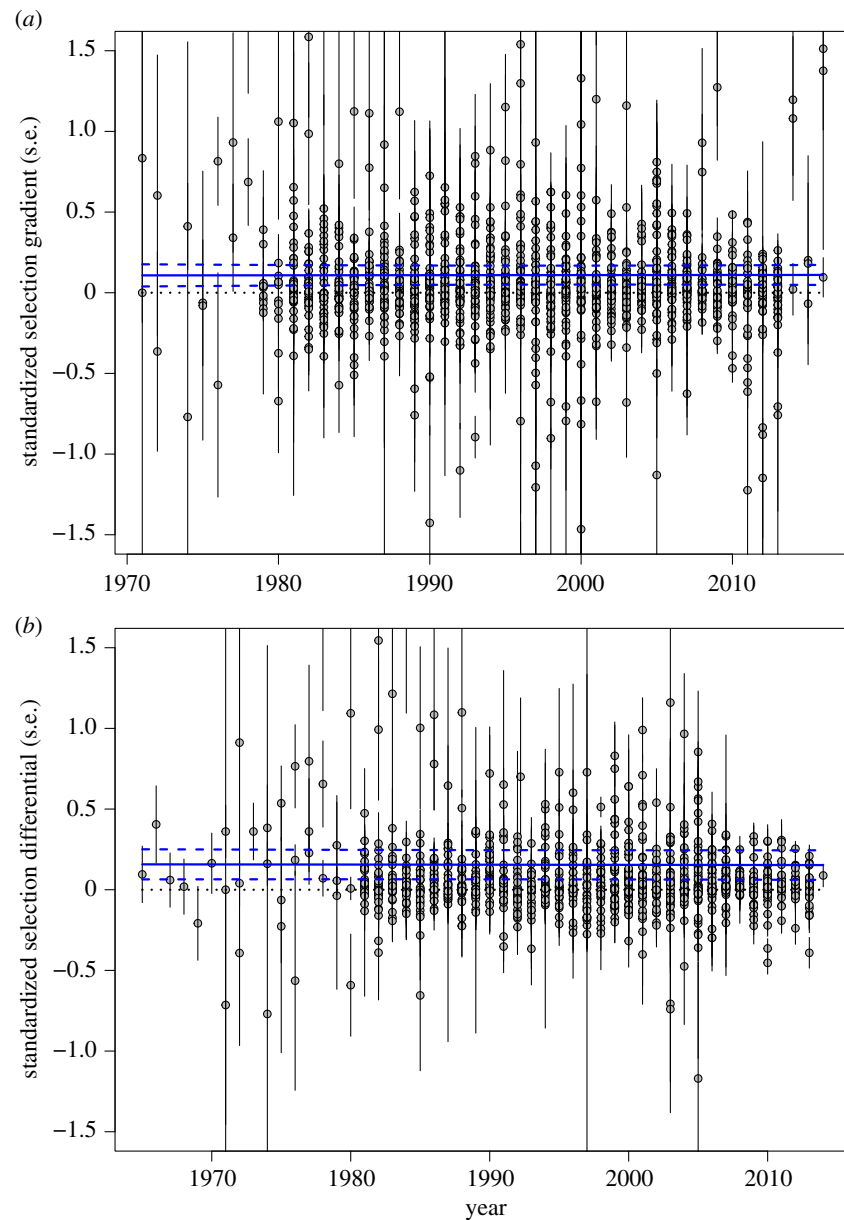 (a)
standardized selection gradient (s.e.)
1.5
1.0
0.5
0
−0.5
−1.0
−1.5
1970 1980 1990 2000 2010
(b)
standardized selection differential (s.e.)
1.5
1.0
0.5
0
−0.5
−1.0
−1.5
1970 1980 1990 2000 2010
year